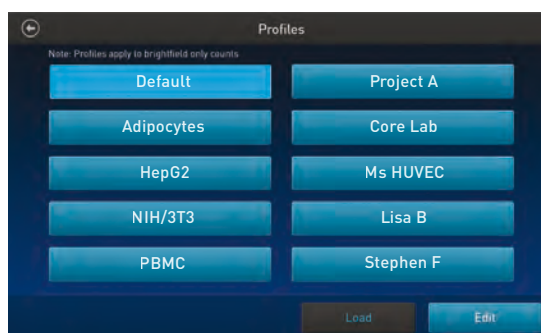 Profiles
Note: Profiles apply to brightfield only counts
Default
Project A
Adipocytes
Core Lab
HepG2
Ms HUVEC
NIH/3T3
Lisa B
PBMC
Stephen F
Load
Edit